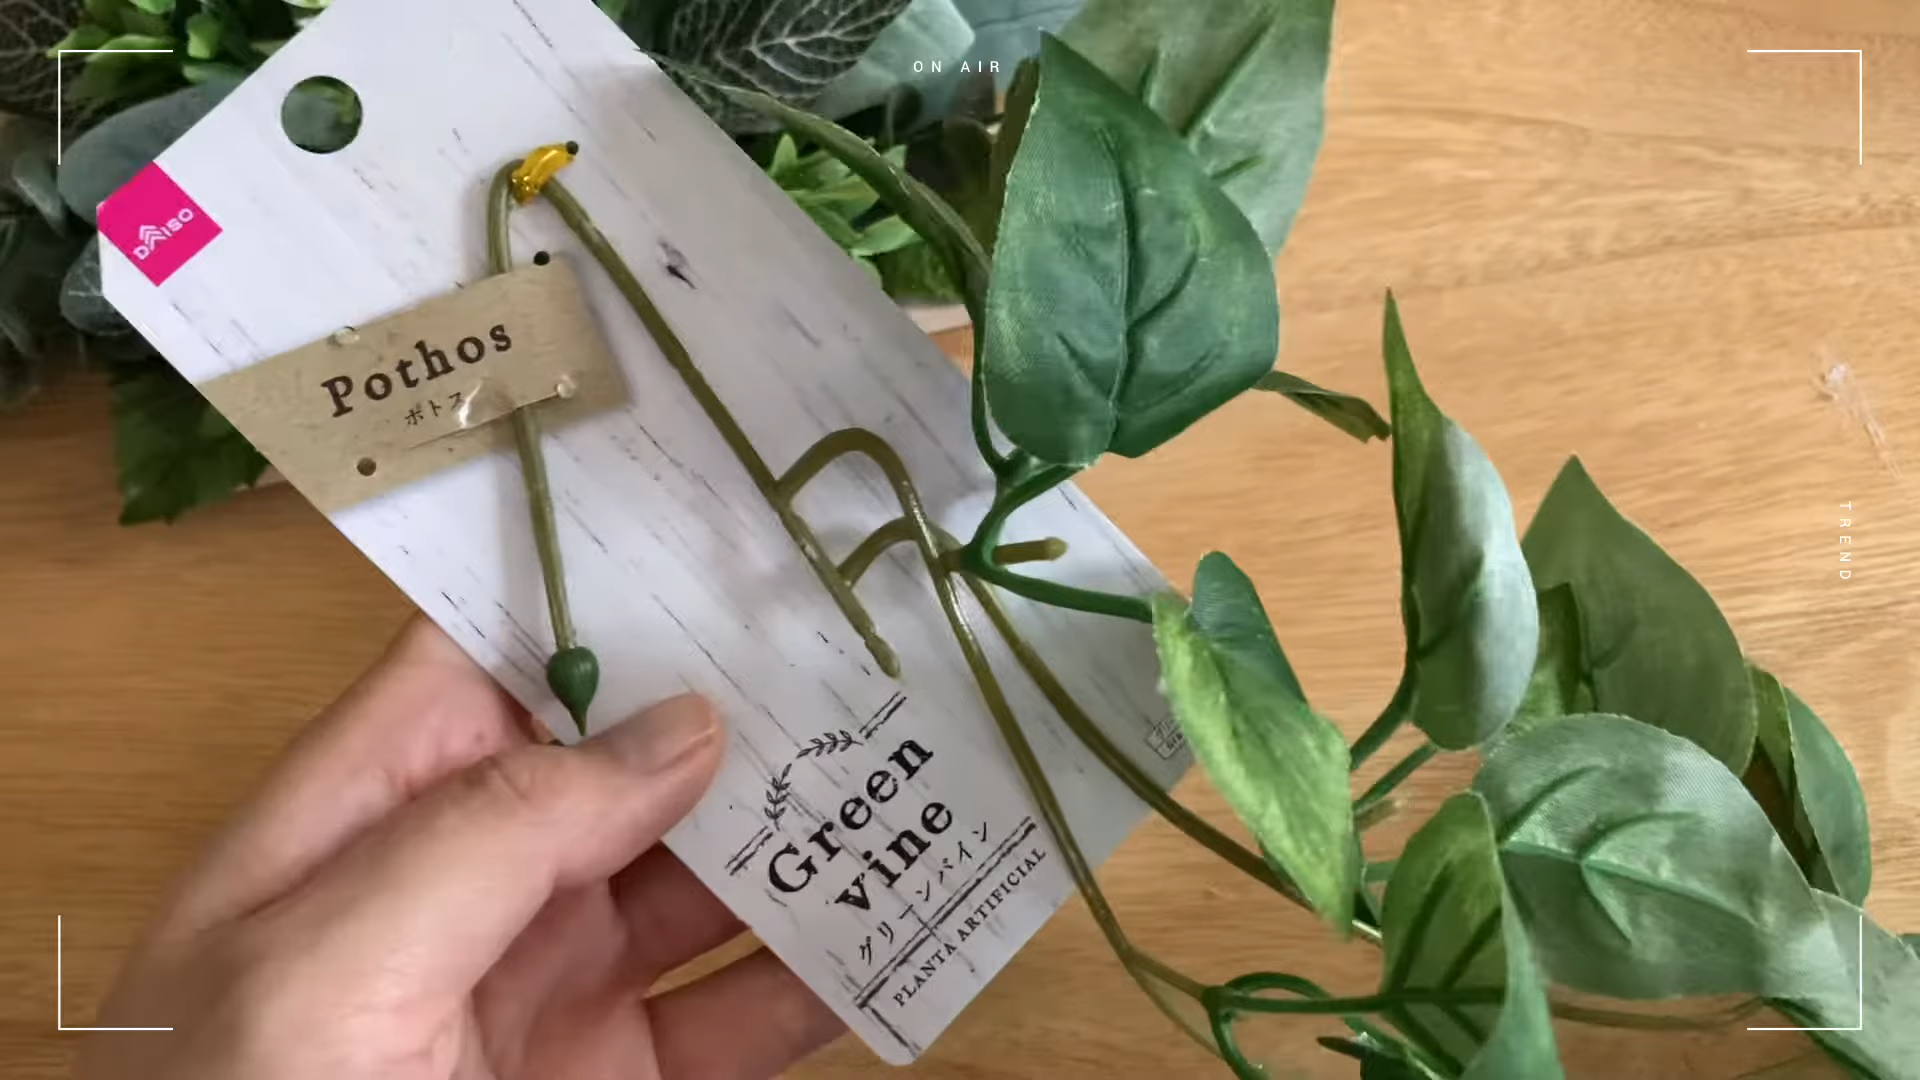 ON AIR
DAISO
Pothos
ポトス
TREND
Green
vine
グリーンバイン
PLANTA ARTIFICIAL